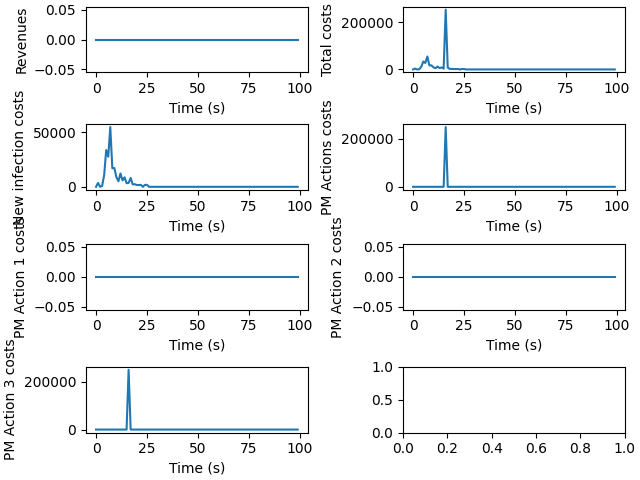 Revenues
0.05
0.00
−0.05
0 25 50 75 100
Time (s)
Total costs
200000
0
0 25 50 75 100
Time (s)
New infection costs
50000
0
0 25 50 75 100
Time (s)
PM Actions costs
200000
0
0 25 50 75 100
Time (s)
PM Action 1 costs
0.05
0.00
−0.05
0 25 50 75 100
Time (s)
PM Action 2 costs
0.05
0.00
−0.05
0 25 50 75 100
Time (s)
PM Action 3 costs
200000
0
0 25 50 75 100
Time (s)
1.0
0.5
0.0
0.0 0.2 0.4 0.6 0.8 1.0